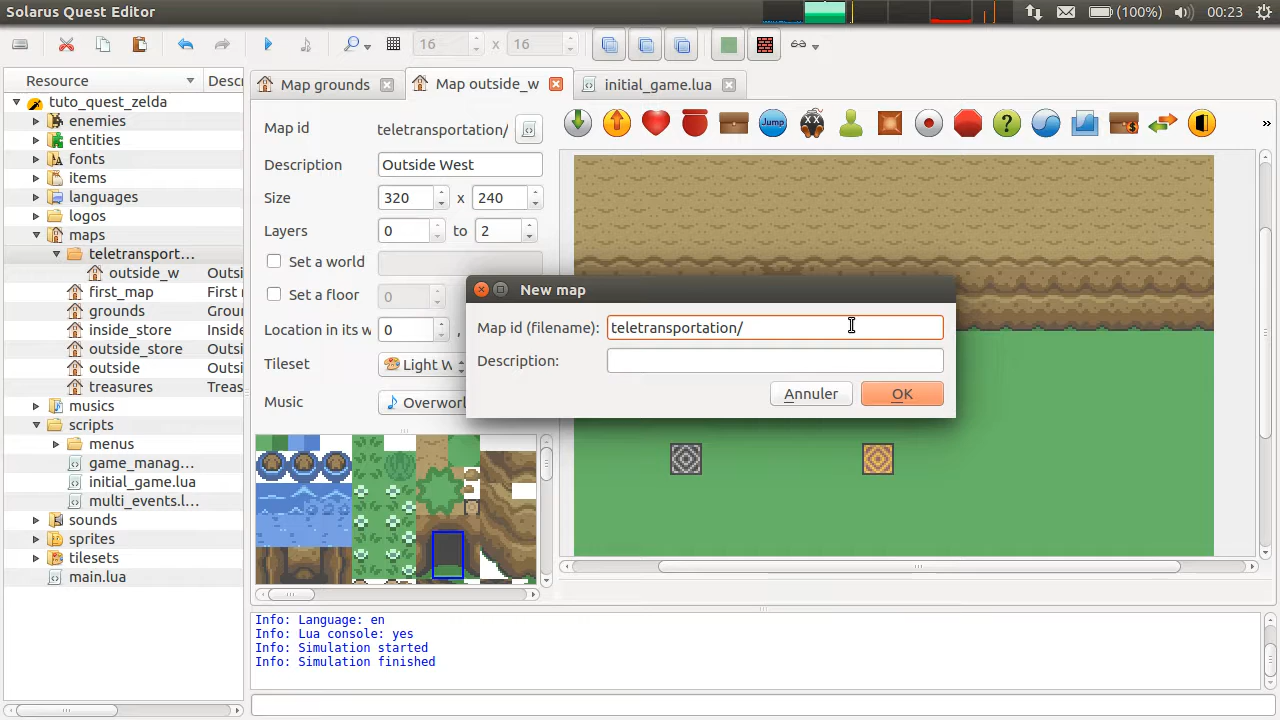 Solarus Quest Editor
(100%)
00:23
16 x 16
Resource
Descr
Map grounds
Map outside_w
initial_game.lua
tuto_quest_zelda
enemies
entities
fonts
items
languages
logos
maps
teletransport...
outside_w Outsi
first_map First
grounds Grou
inside_store Inside
outside_store Outsi
outside Outsi
treasures Treas
musics
scripts
menus
game_manag...
initial_game.lua
multi_events.l...
sounds
sprites
tilesets
main.lua
Map id teletransportation/
Description Outside West
Size 320 x 240
Layers 0 to 2
Set a world
Set a floor 0
Location in its w 0 ,
Tileset Light W
Music Overworl
Jump
»
New map
Map id (filename): teletransportation/
Description:
Annuler
OK
Info: Language: en
Info: Lua console: yes
Info: Simulation started
Info: Simulation finished